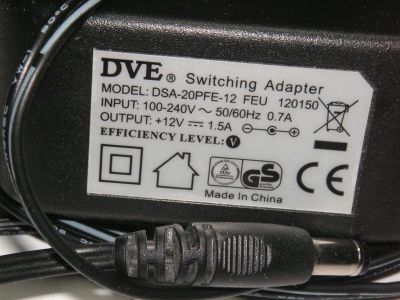 DVE® Switching Adapter
MODEL: DSA-20PFE-12 FEU 120150
INPUT: 100-240V ~ 50/60Hz 0.7A
OUTPUT: +12V ⎓ 1.5A
EFFICIENCY LEVEL: V
TÜV GS CE
Made In China